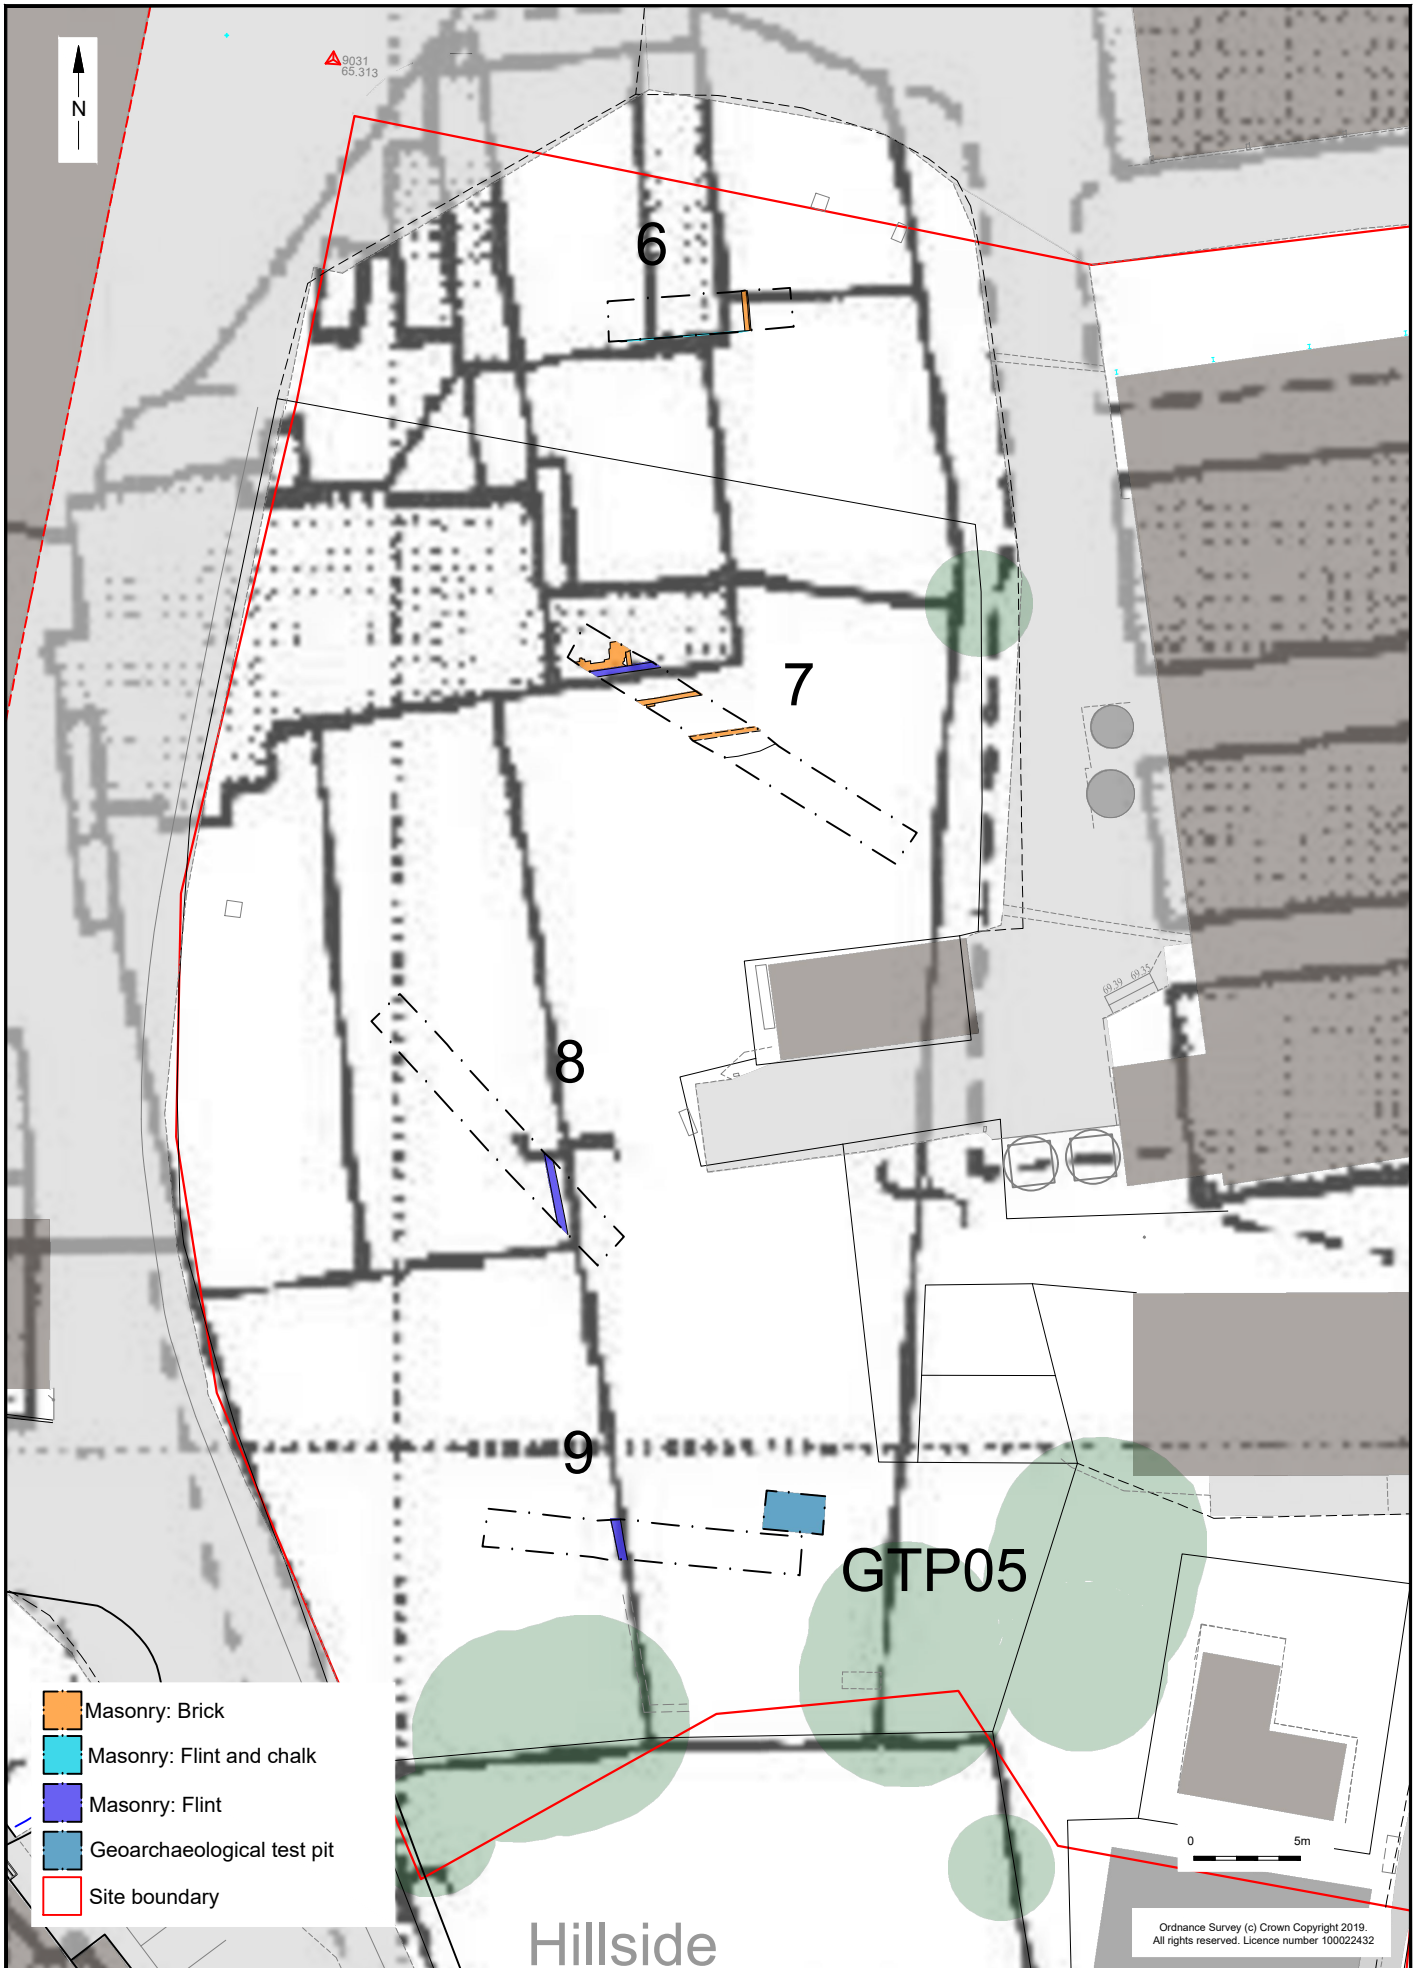 N
9031
65.313
6
7
69.39 69.35
8
9
GTP05
Masonry: Brick
Masonry: Flint and chalk
Masonry: Flint
Geoarchaeological test pit
Site boundary
0 5m
Ordnance Survey (c) Crown Copyright 2019.
All rights reserved. Licence number 100022432
Hillside